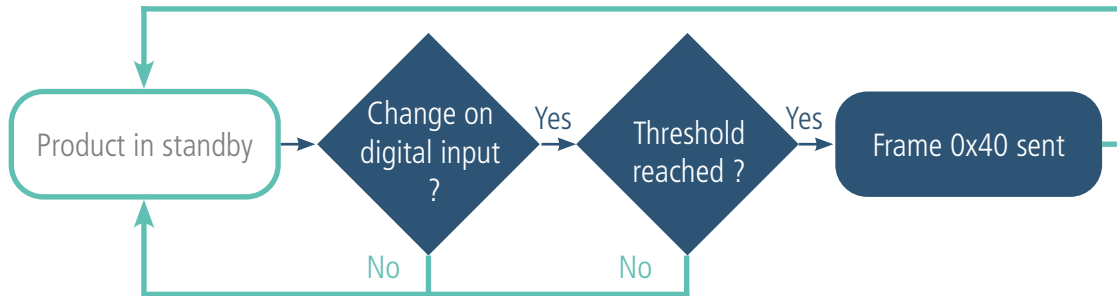 Product in standby
Change on
digital input
?
Yes
No
Threshold
reached ?
Yes
No
Frame 0x40 sent